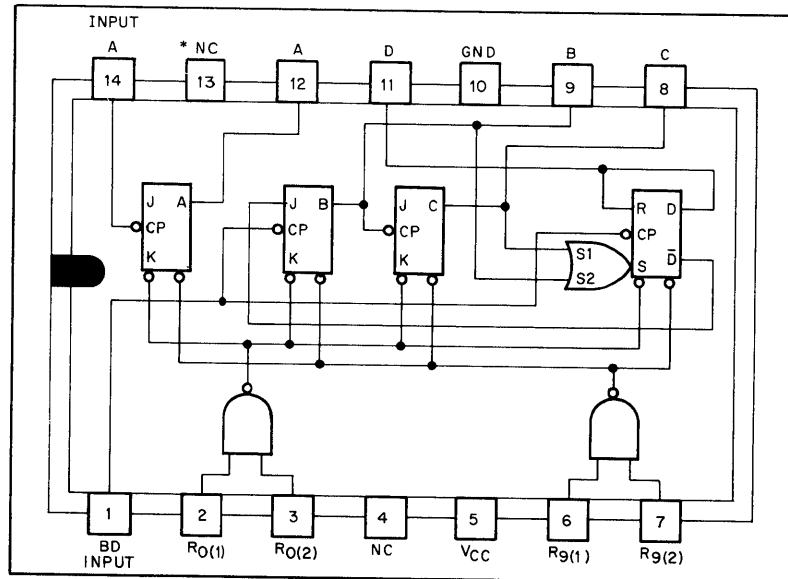 INPUT
A * NC A D GND B C
14 13 12 11 10 9 8
J A J B J C R D
CP CP CP CP
K K K S1 S D̅
S2
1 2 3 4 5 6 7
BD INPUT R0(1) R0(2) NC VCC R9(1) R9(2)